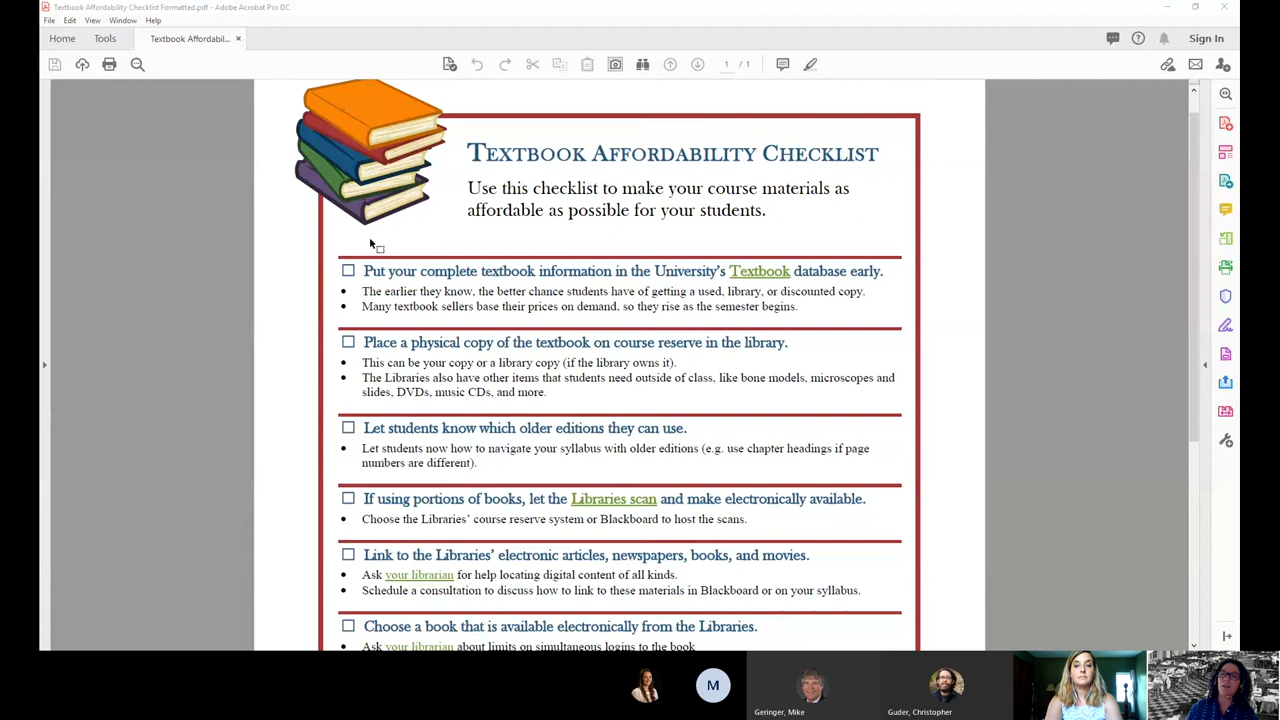 Textbook Affordability Checklist Formatted.pdf - Adobe Acrobat Pro DC
File Edit View Window Help
Home Tools Textbook Affordabil... × Sign In
1 / 1
TEXTBOOK AFFORDABILITY CHECKLIST
Use this checklist to make your course materials as
affordable as possible for your students.
Put your complete textbook information in the University's Textbook database early.
• The earlier they know, the better chance students have of getting a used, library, or discounted copy.
• Many textbook sellers base their prices on demand, so they rise as the semester begins.
Place a physical copy of the textbook on course reserve in the library.
• This can be your copy or a library copy (if the library owns it).
• The Libraries also have other items that students need outside of class, like bone models, microscopes and
slides, DVDs, music CDs, and more.
Let students know which older editions they can use.
• Let students now how to navigate your syllabus with older editions (e.g. use chapter headings if page
numbers are different).
If using portions of books, let the Libraries scan and make electronically available.
• Choose the Libraries' course reserve system or Blackboard to host the scans.
Link to the Libraries' electronic articles, newspapers, books, and movies.
• Ask your librarian for help locating digital content of all kinds.
• Schedule a consultation to discuss how to link to these materials in Blackboard or on your syllabus.
Choose a book that is available electronically from the Libraries.
• Ask your librarian about limits on simultaneous logins to the book
M
Geringer, Mike
Guder, Christopher